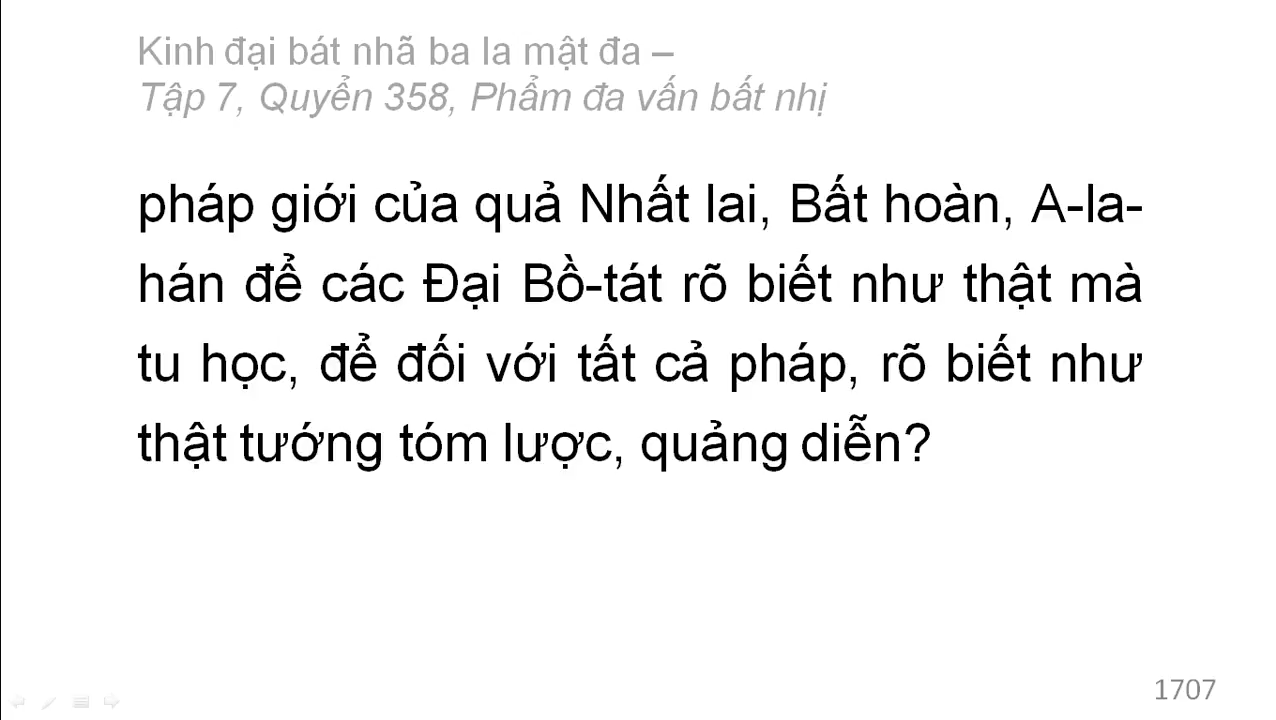 Kinh đại bát nhã ba la mật đa –
Tập 7, Quyển 358, Phẩm đa vấn bất nhị
pháp giới của quả Nhất lai, Bất hoàn, A-la-
hán để các Đại Bồ-tát rõ biết như thật mà
tu học, để đối với tất cả pháp, rõ biết như
thật tướng tóm lược, quảng diễn?
1707